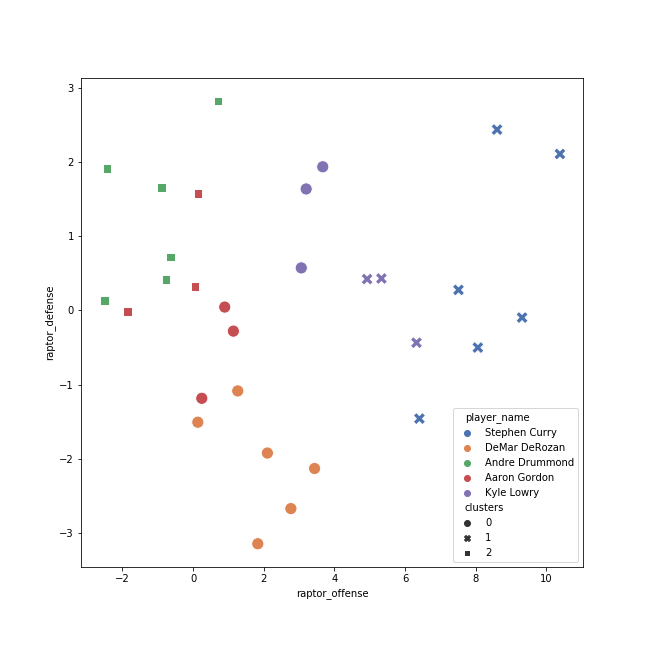 3
2
1
0
−1
−2
−3
raptor_defense
−2
0
2
4
6
8
10
raptor_offense
player_name
Stephen Curry
DeMar DeRozan
Andre Drummond
Aaron Gordon
Kyle Lowry
clusters
0
1
2